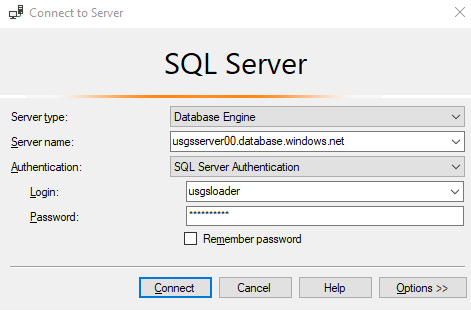 Connect to Server
SQL Server
Server type: Database Engine
Server name: usgsserver00.database.windows.net
Authentication: SQL Server Authentication
Login: usgsloader
Password: **********
Remember password
Connect Cancel Help Options >>